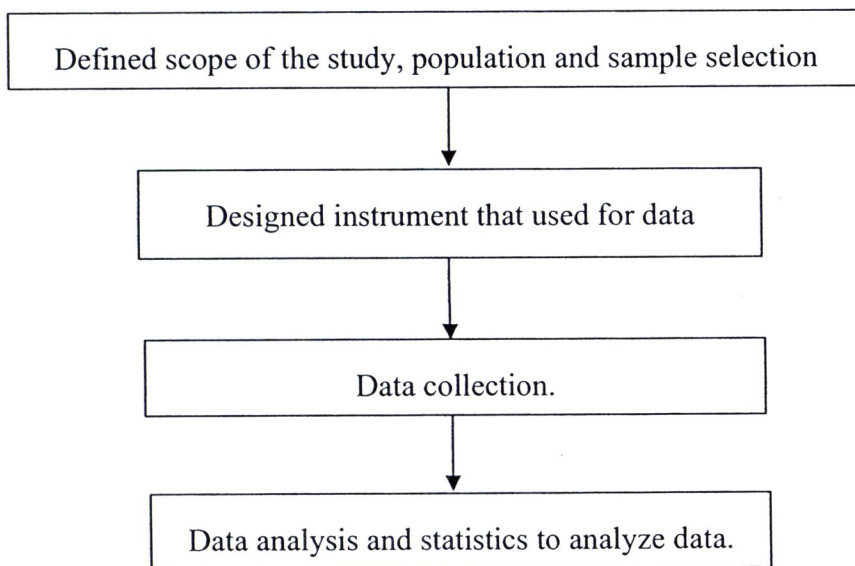 Defined scope of the study, population and sample selection
Designed instrument that used for data
Data collection.
Data analysis and statistics to analyze data.